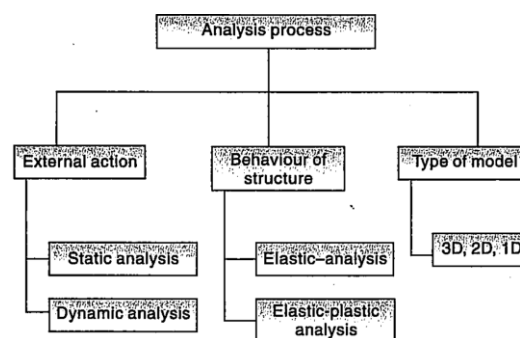 Analysis process
External action
Behaviour of
structure
Type of model
Static analysis
Dynamic analysis
Elastic–analysis
Elastic-plastic
analysis
3D, 2D, 1D